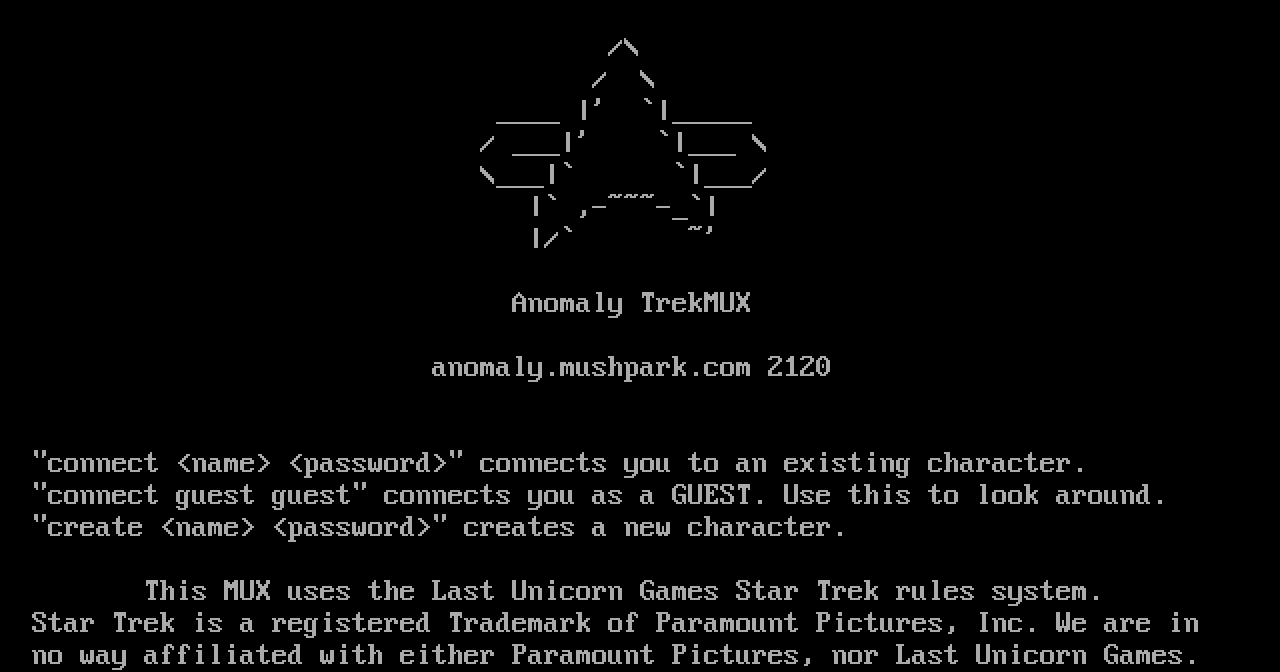 Anomaly TrekMUX
anomaly.mushpark.com 2120
"connect <name> <password>" connects you to an existing character.
"connect guest guest" connects you as a GUEST. Use this to look around.
"create <name> <password>" creates a new character.
This MUX uses the Last Unicorn Games Star Trek rules system.
Star Trek is a registered Trademark of Paramount Pictures, Inc. We are in
no way affiliated with either Paramount Pictures, nor Last Unicorn Games.